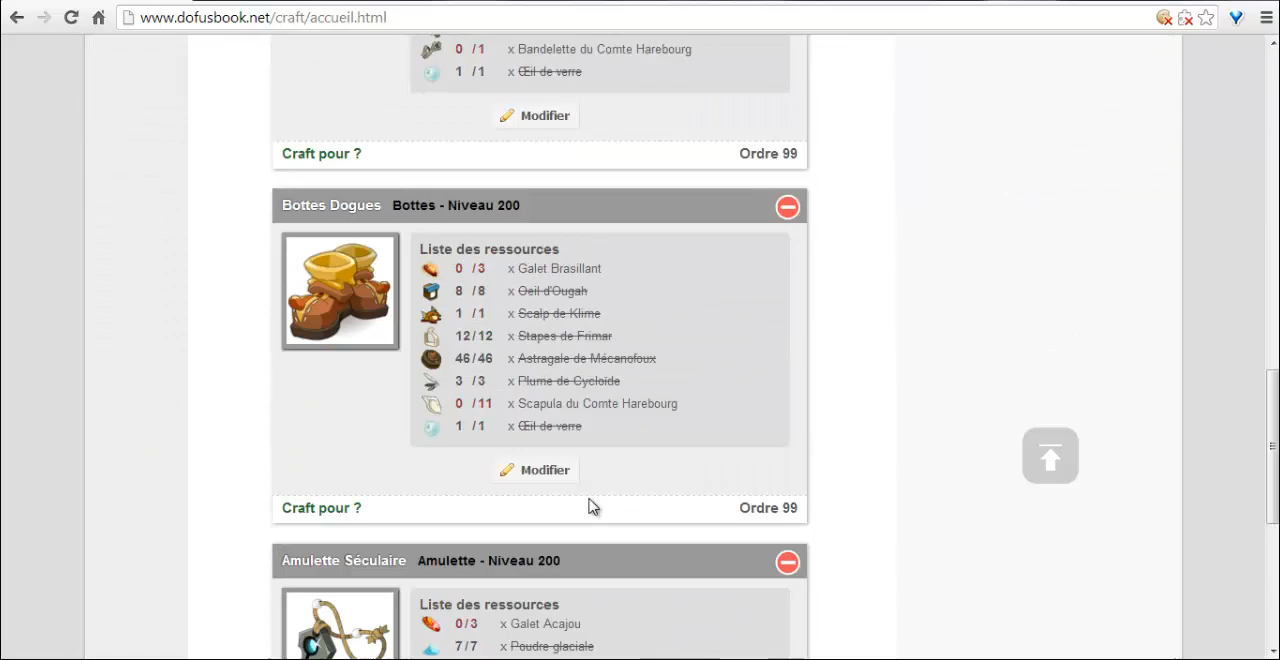 www.dofusbook.net/craft/accueil.html
0 /1 x Bandelette du Comte Harebourg
1 /1 x Œil de verre
Modifier
Craft pour ? Ordre 99
Bottes Dogues Bottes - Niveau 200
Liste des ressources
0 /3 x Galet Brasillant
8 /8 x Oeil d'Ougah
1 /1 x Scalp de Klime
12/12 x Stapes de Frimar
46/46 x Astragale de Mécanofoux
3 /3 x Plume de Cycloïde
0 /11 x Scapula du Comte Harebourg
1 /1 x Œil de verre
Modifier
Craft pour ? Ordre 99
Amulette Séculaire Amulette - Niveau 200
Liste des ressources
0/3 x Galet Acajou
7/7 x Poudre glaciale